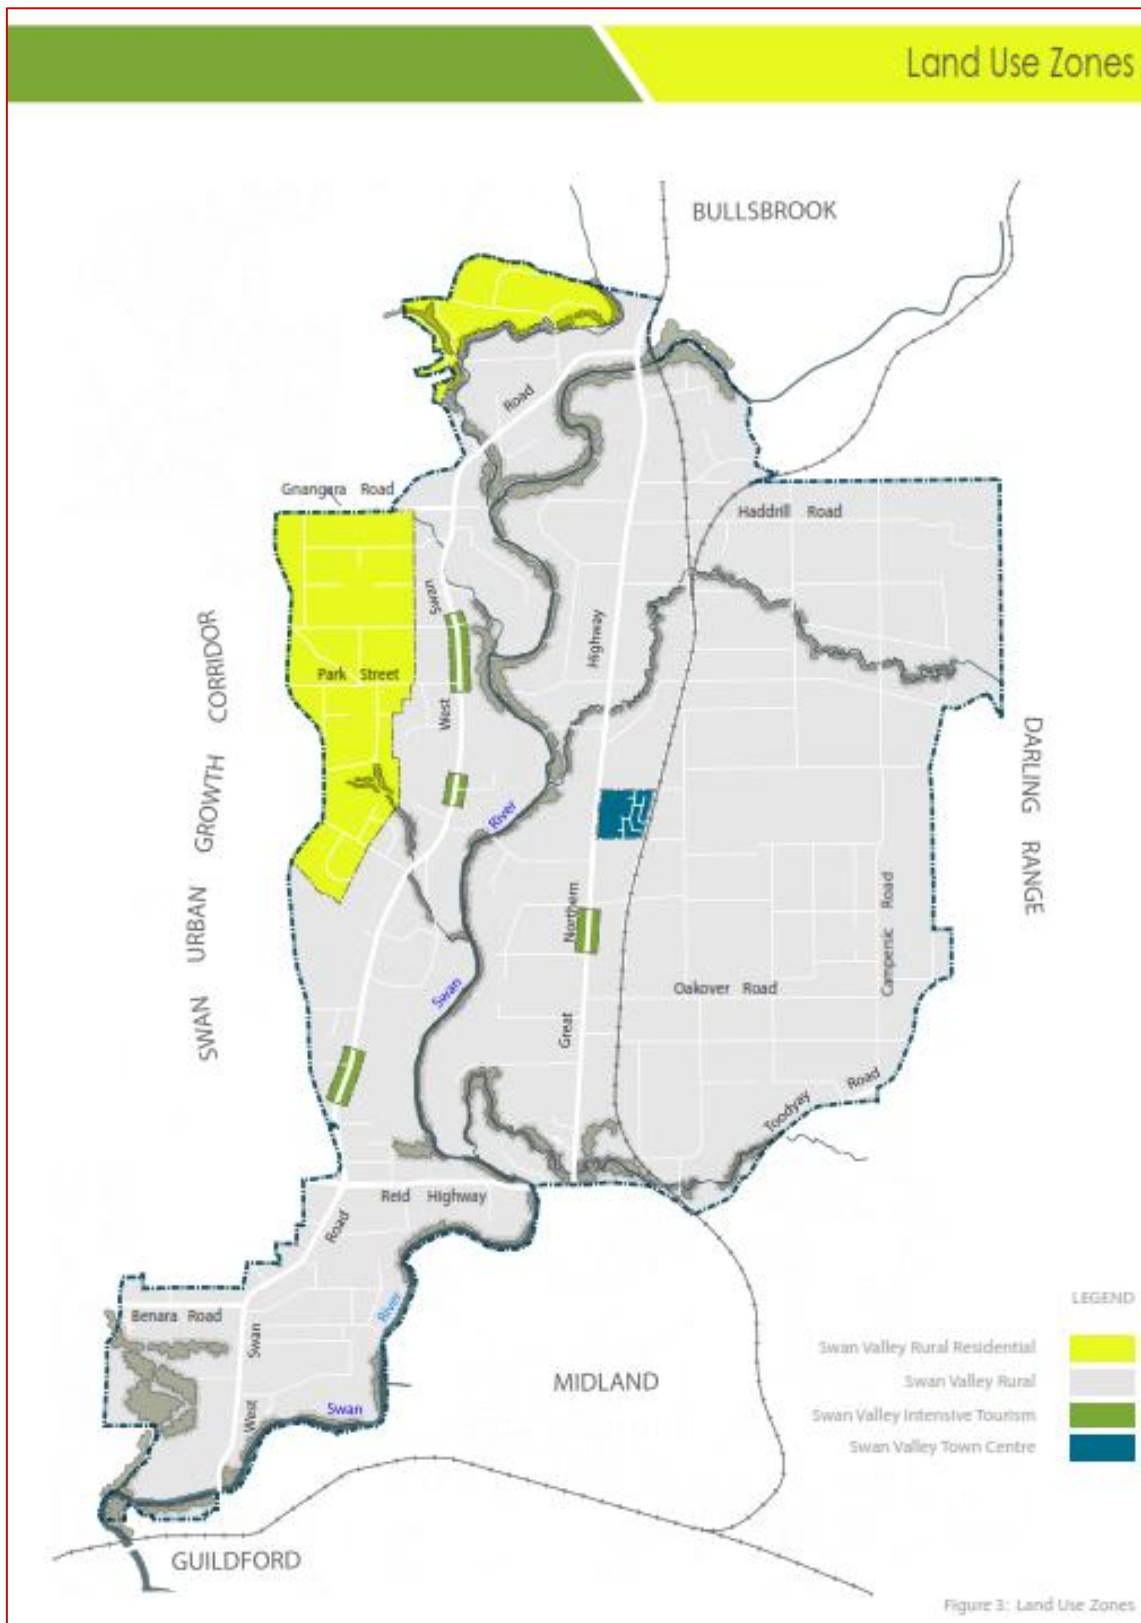 Land Use Zones
BULLSBROOK
Road
Gnangara Road
Haddrill Road
Swan
Highway
Park Street
West
SWAN URBAN GROWTH CORRIDOR
DARLING RANGE
River
Northern
Campersic Road
Swan
Oakover Road
Great
Toodyay Road
Reid Highway
Road
River
Benara Road
Swan
West
Swan
MIDLAND
GUILDFORD
LEGEND
Swan Valley Rural Residential
Swan Valley Rural
Swan Valley Intensive Tourism
Swan Valley Town Centre
Figure 3: Land Use Zones